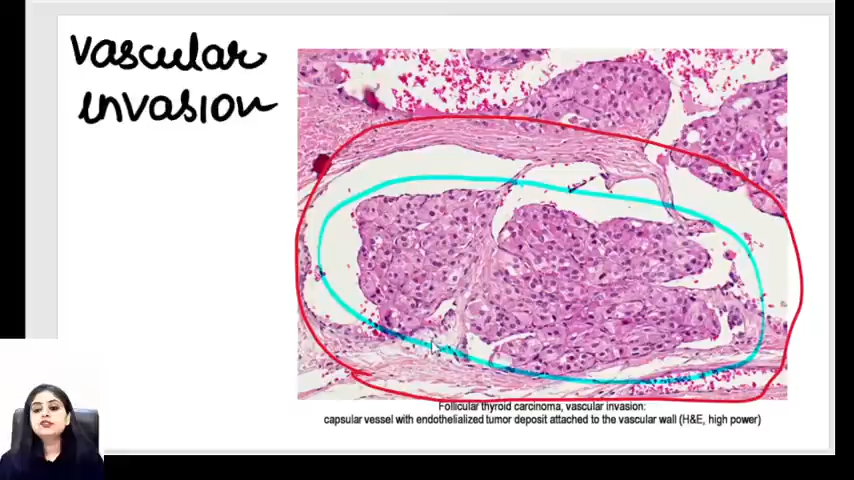 vascular
invasion
Follicular thyroid carcinoma, vascular invasion:
capsular vessel with endothelialized tumor deposit attached to the vascular wall (H&E, high power)